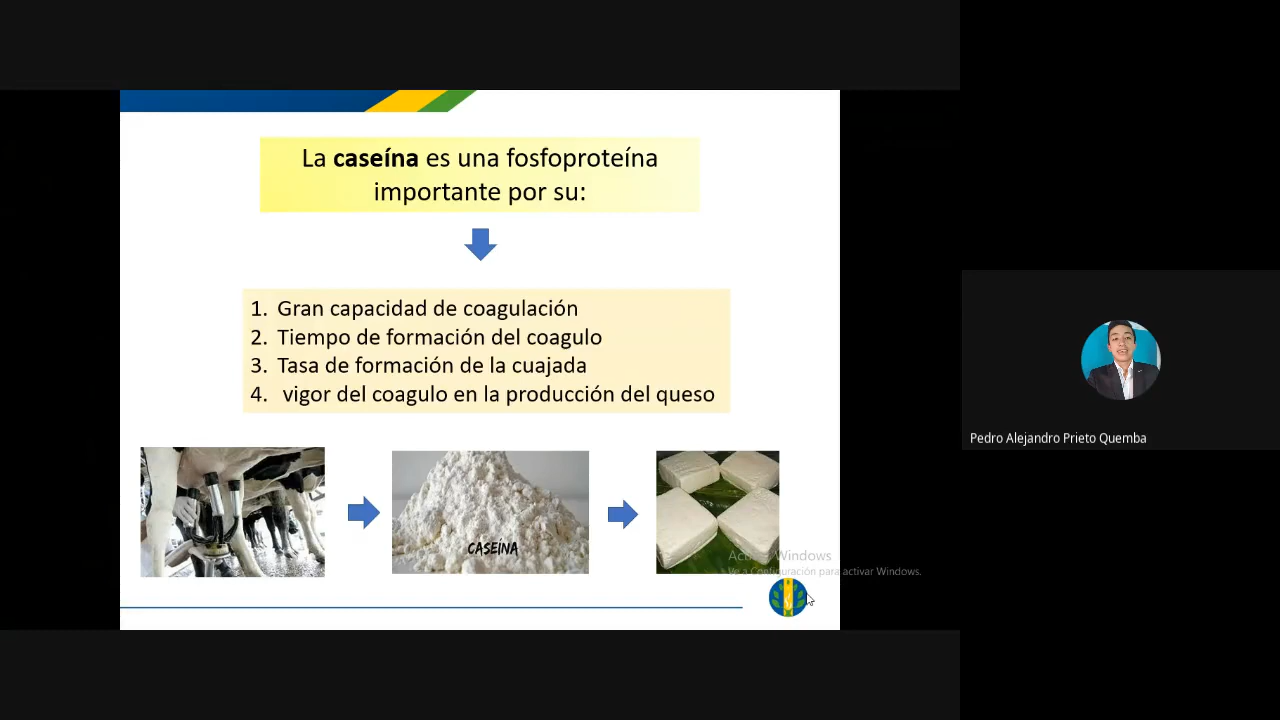 La caseína es una fosfoproteína
importante por su:
1. Gran capacidad de coagulación
2. Tiempo de formación del coagulo
3. Tasa de formación de la cuajada
4. vigor del coagulo en la producción del queso
CASEÍNA
Activar Windows
Ve a Configuración para activar Windows.
Pedro Alejandro Prieto Quemba